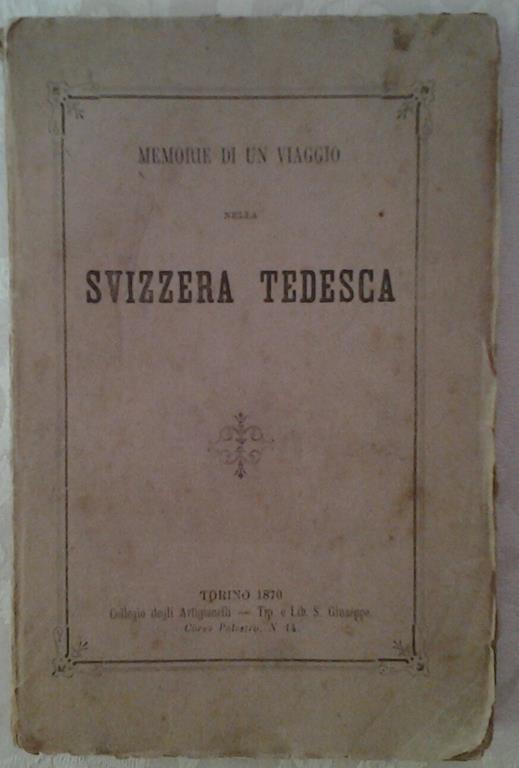 MEMORIE DI UN VIAGGIO
NELLA
SVIZZERA TEDESCA
TORINO 1870
Collegio degli Artigianelli — Tip. e Lib. S. Giuseppe.
Corso Palestro, N. 14.